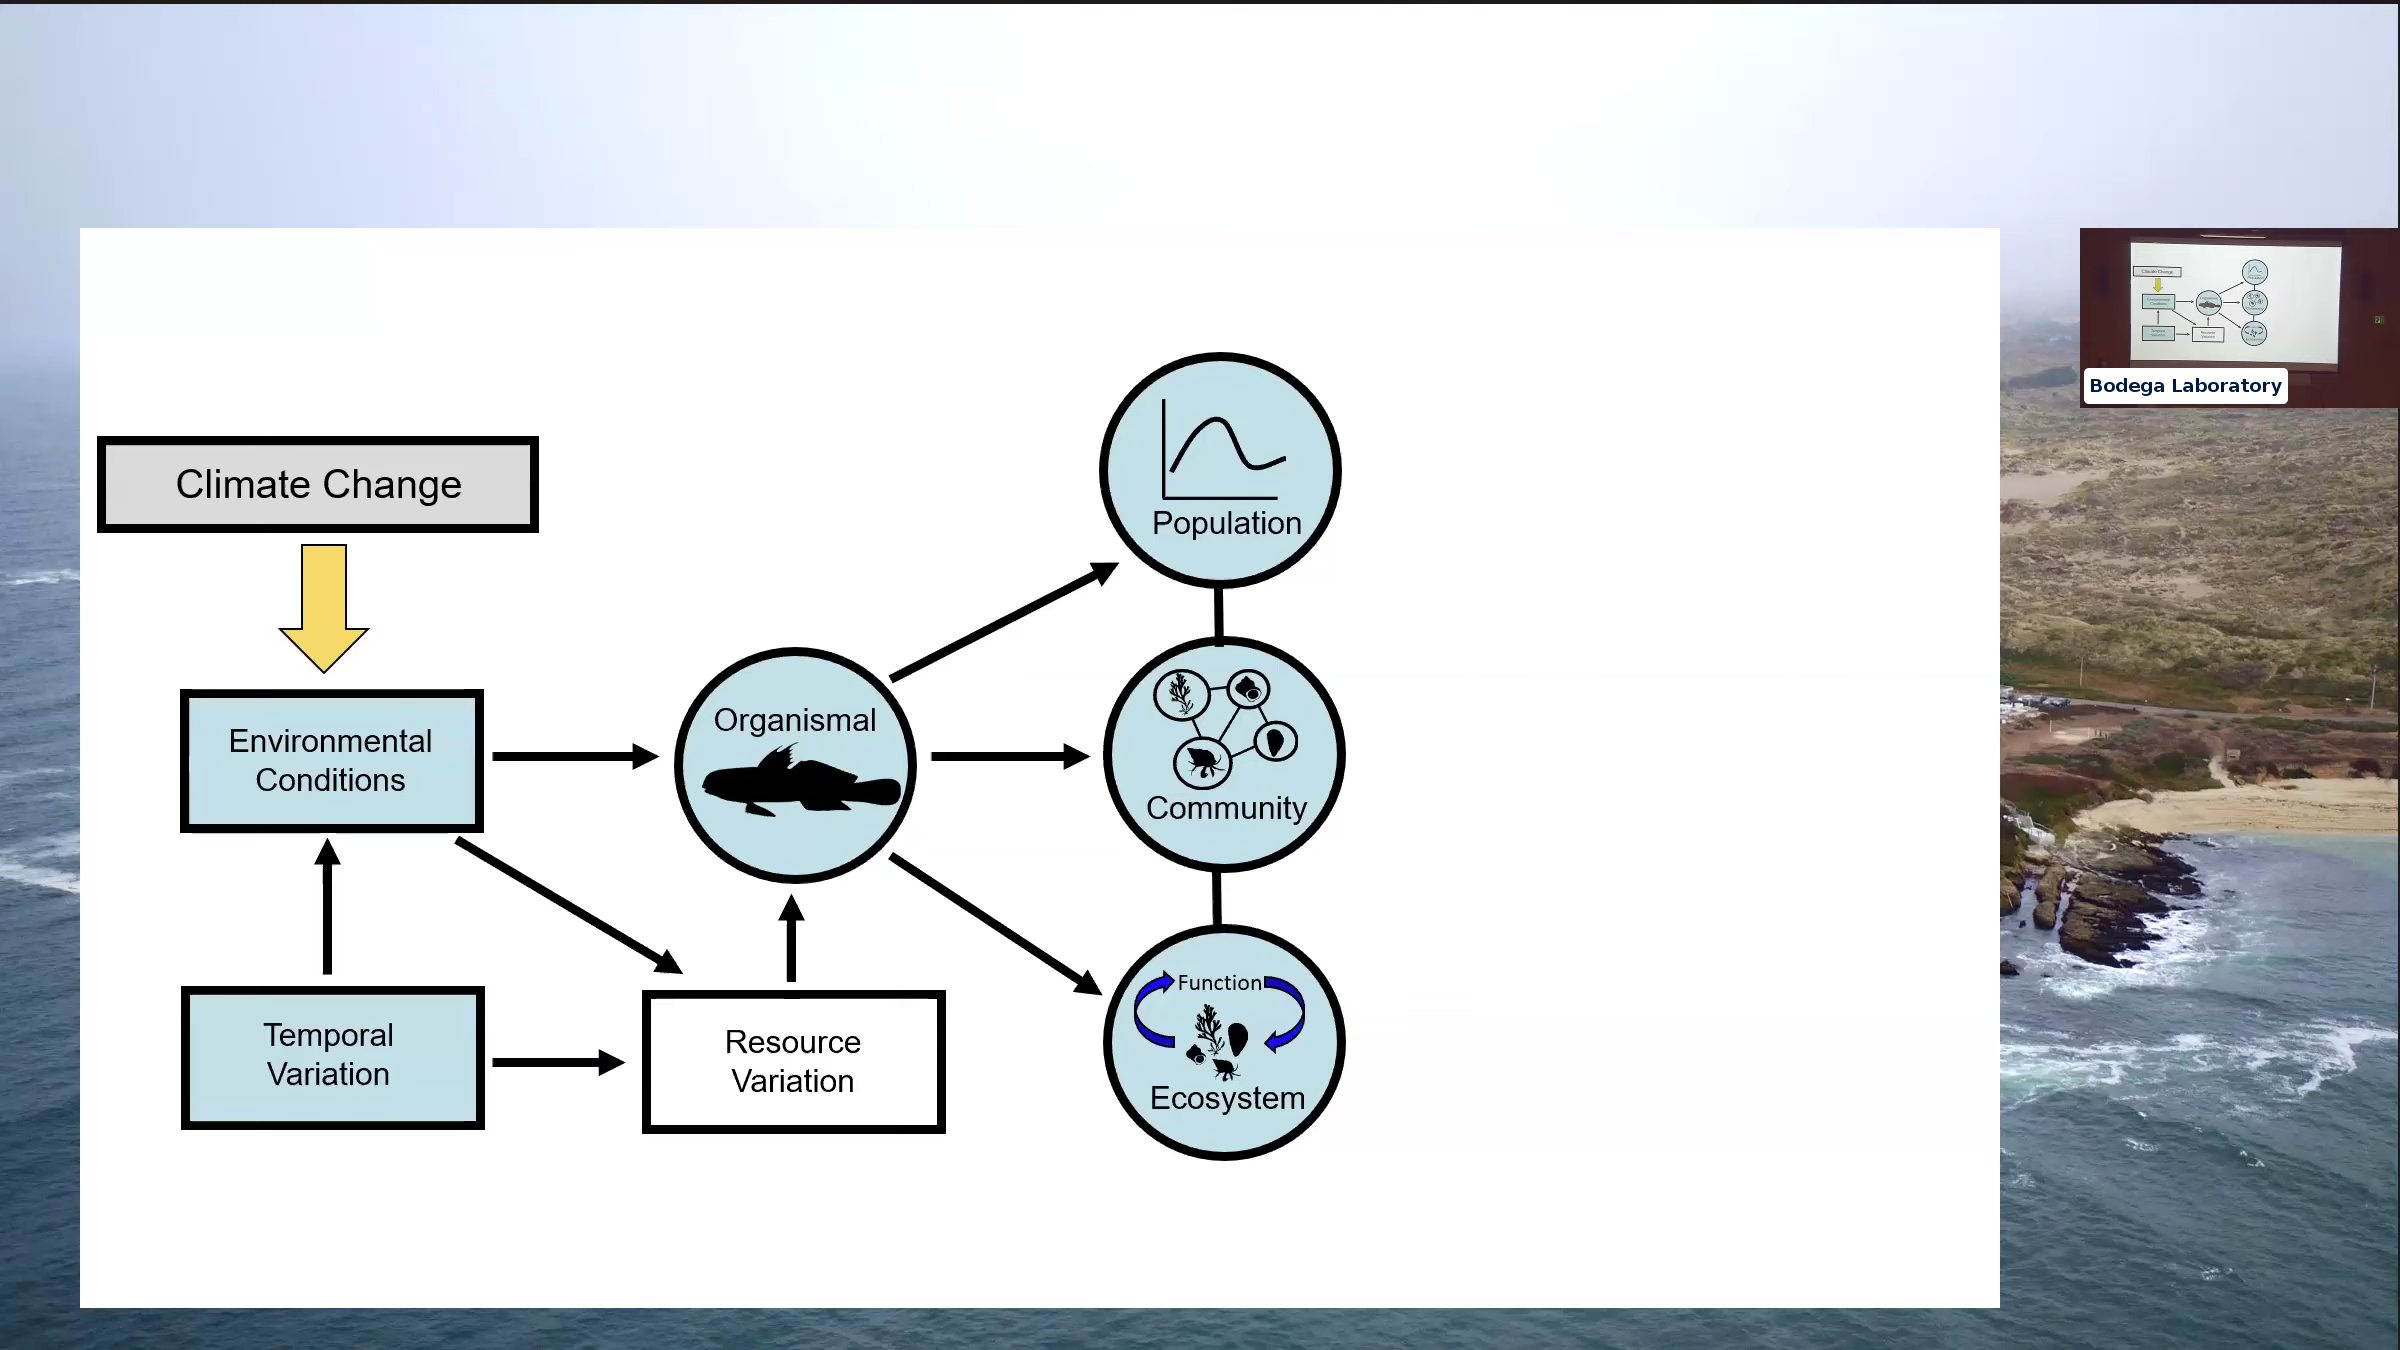 Climate Change
Environmental
Conditions
Temporal
Variation
Organismal
Resource
Variation
Population
Community
Function
Ecosystem
Bodega Laboratory